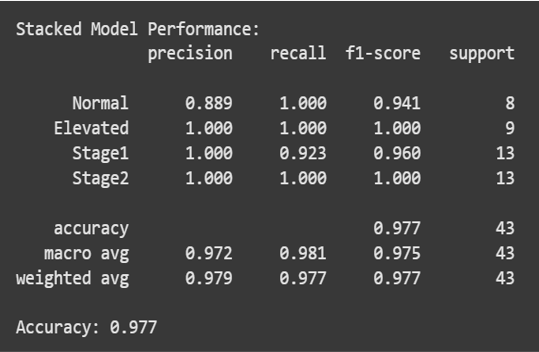 Stacked Model Performance:
precision recall f1-score support
Normal 0.889 1.000 0.941 8
Elevated 1.000 1.000 1.000 9
Stage1 1.000 0.923 0.960 13
Stage2 1.000 1.000 1.000 13
accuracy 0.977 43
macro avg 0.972 0.981 0.975 43
weighted avg 0.979 0.977 0.977 43
Accuracy: 0.977